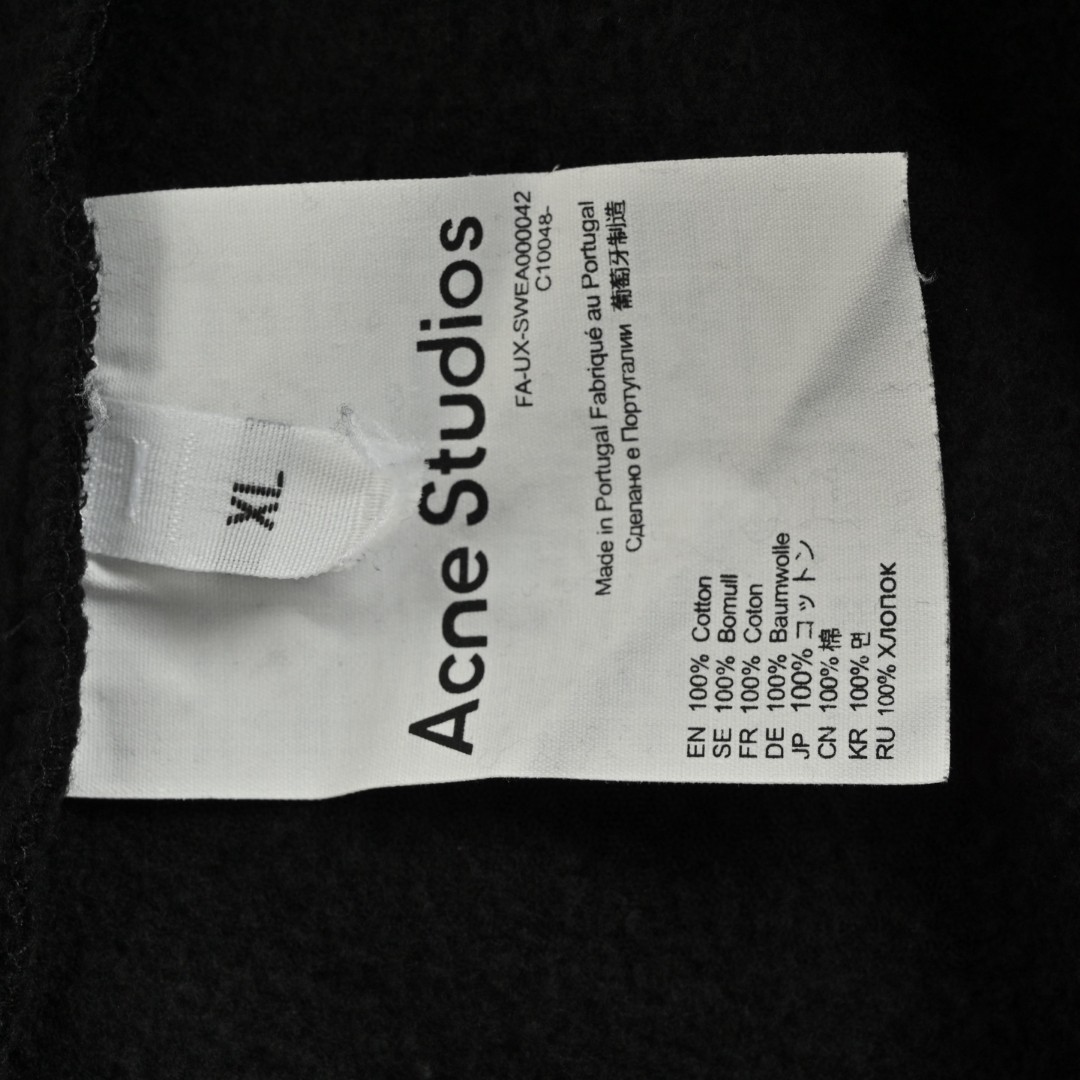 XL
Acne Studios
FA-UX-SWEA000042
C10048-
Made in Portugal Fabriqué au Portugal
Сделано е Португалии 葡萄牙制造
EN 100% Cotton
SE 100% Bomull
FR 100% Coton
DE 100% Baumwolle
JP 100% コットン
CN 100% 棉
KR 100% 면
RU 100% Хлопок